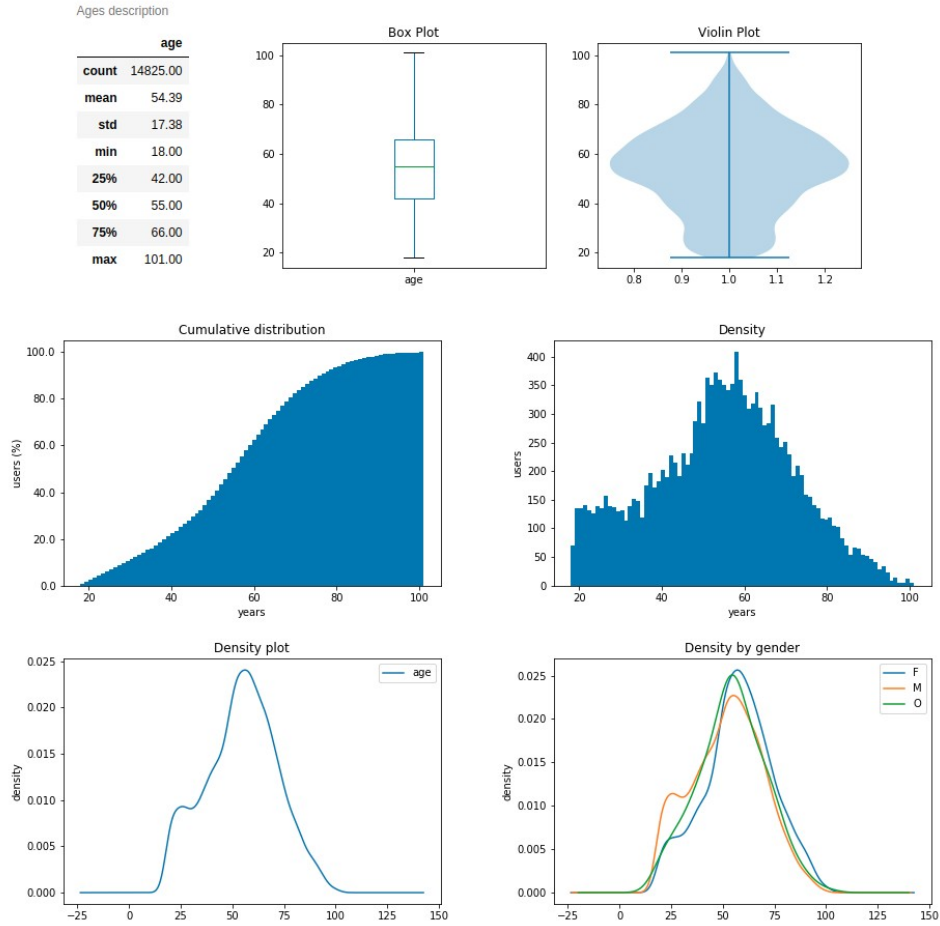 Ages description
age
count 14825.00
mean 54.39
std 17.38
min 18.00
25% 42.00
50% 55.00
75% 66.00
max 101.00
Box Plot
100
80
60
40
20
age
Violin Plot
100
80
60
40
20
0.8 0.9 1.0 1.1 1.2
Cumulative distribution
users (%)
100.0
80.0
60.0
40.0
20.0
0.0
20 40 60 80 100
years
Density
users
400
350
300
250
200
150
100
50
0
20 40 60 80 100
years
Density plot
age
density
0.025
0.020
0.015
0.010
0.005
0.000
−25 0 25 50 75 100 125 150
Density by gender
F
M
O
density
0.025
0.020
0.015
0.010
0.005
0.000
−25 0 25 50 75 100 125 150